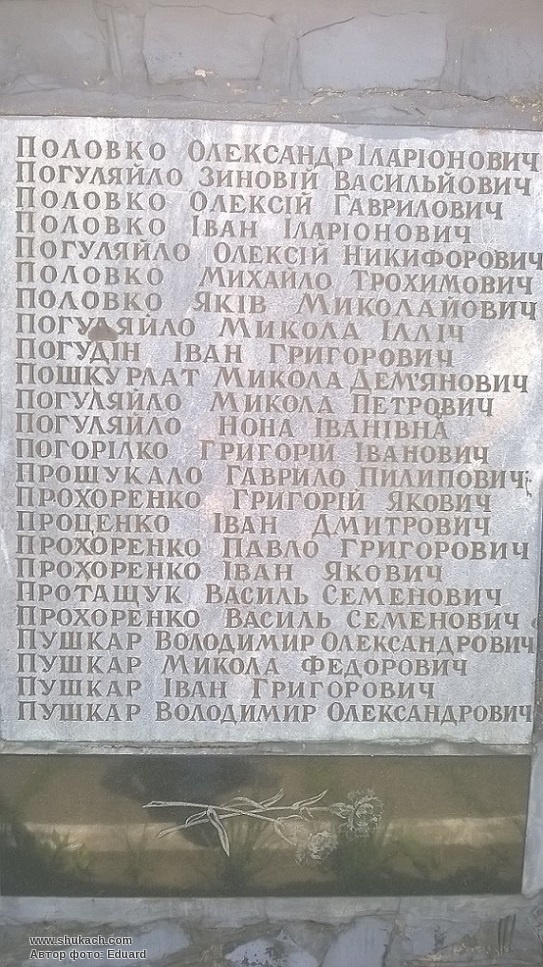 ПОЛОВКО ОЛЕКСАНДР ІЛАРІОНОВИЧ
ПОГУЛЯЙЛО ЗИНОВІЙ ВАСИЛЬЙОВИЧ
ПОЛОВКО ОЛЕКСІЙ ГАВРИЛОВИЧ
ПОЛОВКО ІВАН ІЛАРІОНОВИЧ
ПОГУЛЯЙЛО ОЛЕКСІЙ НИКИФОРОВИЧ
ПОЛОВКО МИХАЙЛО ТРОХИМОВИЧ
ПОЛОВКО ЯКІВ МИКОЛАЙОВИЧ
ПОГУЛЯЙЛО МИКОЛА ІЛЛІЧ
ПОГУДІН ІВАН ГРИГОРОВИЧ
ПОШКУРЛАТ МИКОЛА ДЕМ'ЯНОВИЧ
ПОГУЛЯЙЛО МИКОЛА ПЕТРОВИЧ
ПОГУЛЯЙЛО НОНА ІВАНІВНА
ПОГОРІЛКО ГРИГОРІЙ ІВАНОВИЧ
ПРОШУКАЛО ГАВРИЛО ПИЛИПОВИЧ
ПРОХОРЕНКО ГРИГОРІЙ ЯКОВИЧ
ПРОЦЕНКО ІВАН ДМИТРОВИЧ
ПРОХОРЕНКО ПАВЛО ГРИГОРОВИЧ
ПРОХОРЕНКО ІВАН ЯКОВИЧ
ПРОТАЩУК ВАСИЛЬ СЕМЕНОВИЧ
ПРОХОРЕНКО ВАСИЛЬ СЕМЕНОВИЧ
ПУШКАР ВОЛОДИМИР ОЛЕКСАНДРОВИЧ
ПУШКАР МИКОЛА ФЕДОРОВИЧ
ПУШКАР ІВАН ГРИГОРОВИЧ
ПУШКАР ВОЛОДИМИР ОЛЕКСАНДРОВИЧ
www.shukach.com
Автор фото: Eduard